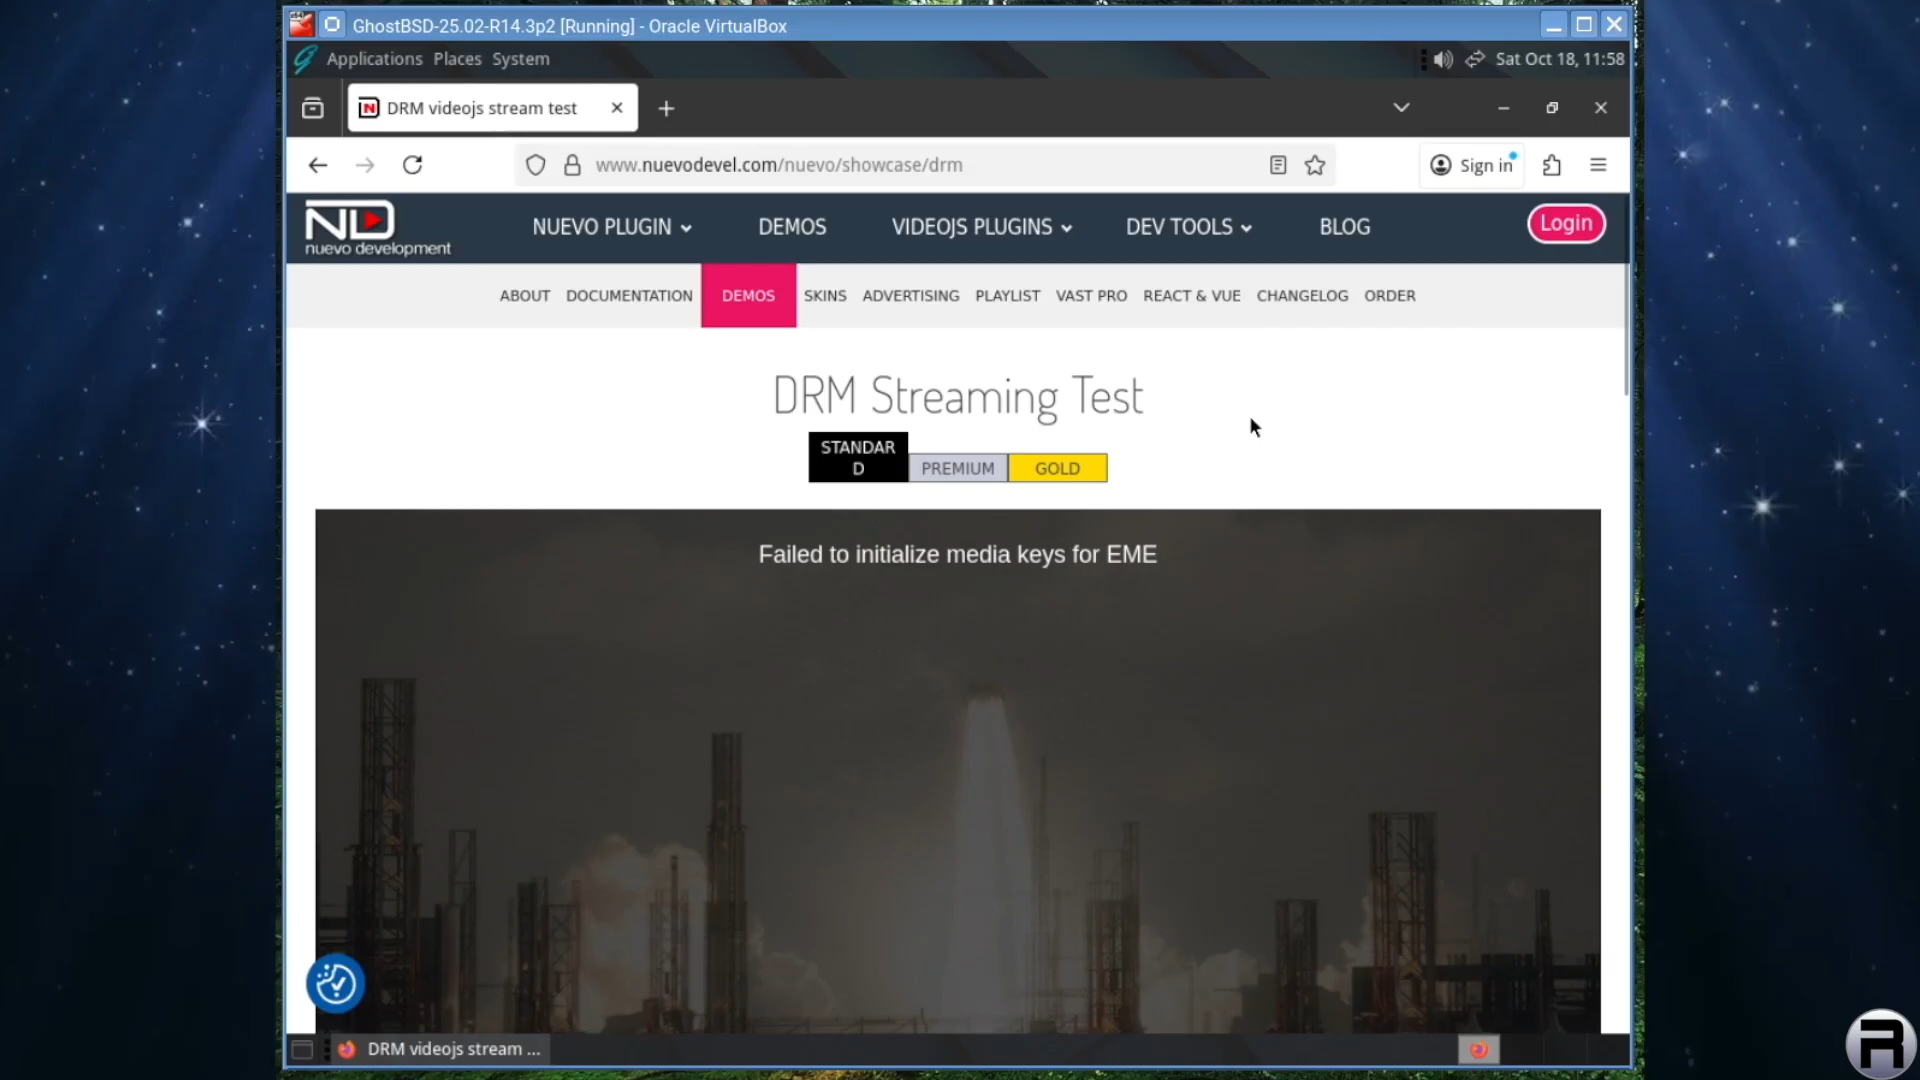 GhostBSD-25.02-R14.3p2 [Running] - Oracle VirtualBox
Applications Places System
Sat Oct 18, 11:58
DRM videojs stream test
www.nuevodevel.com/nuevo/showcase/drm
Sign in
ND
nuevo development
NUEVO PLUGIN
DEMOS
VIDEOJS PLUGINS
DEV TOOLS
BLOG
Login
ABOUT
DOCUMENTATION
DEMOS
SKINS
ADVERTISING
PLAYLIST
VAST PRO
REACT & VUE
CHANGELOG
ORDER
DRM Streaming Test
STANDAR
D
PREMIUM
GOLD
Failed to initialize media keys for EME
DRM videojs stream ...
R